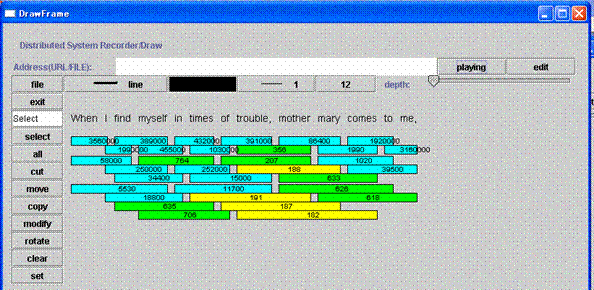 DrawFrame
Distributed System Recorder/Draw
Address(URL/FILE): playing edit
file line 1 12 depth:
exit
Select
When I find myself in times of trouble, mother mary comes to me,
select
3560000 389000 432000 391000 86400 1920000
all
1990000 455000 1030000 356 1990 3160000
58000 764 207 1020
cut
250000 252000 188 39500
34400 15000 633
move
5530 11700 626
copy
18800 191 618
635 187
modify
706 182
rotate
clear
set